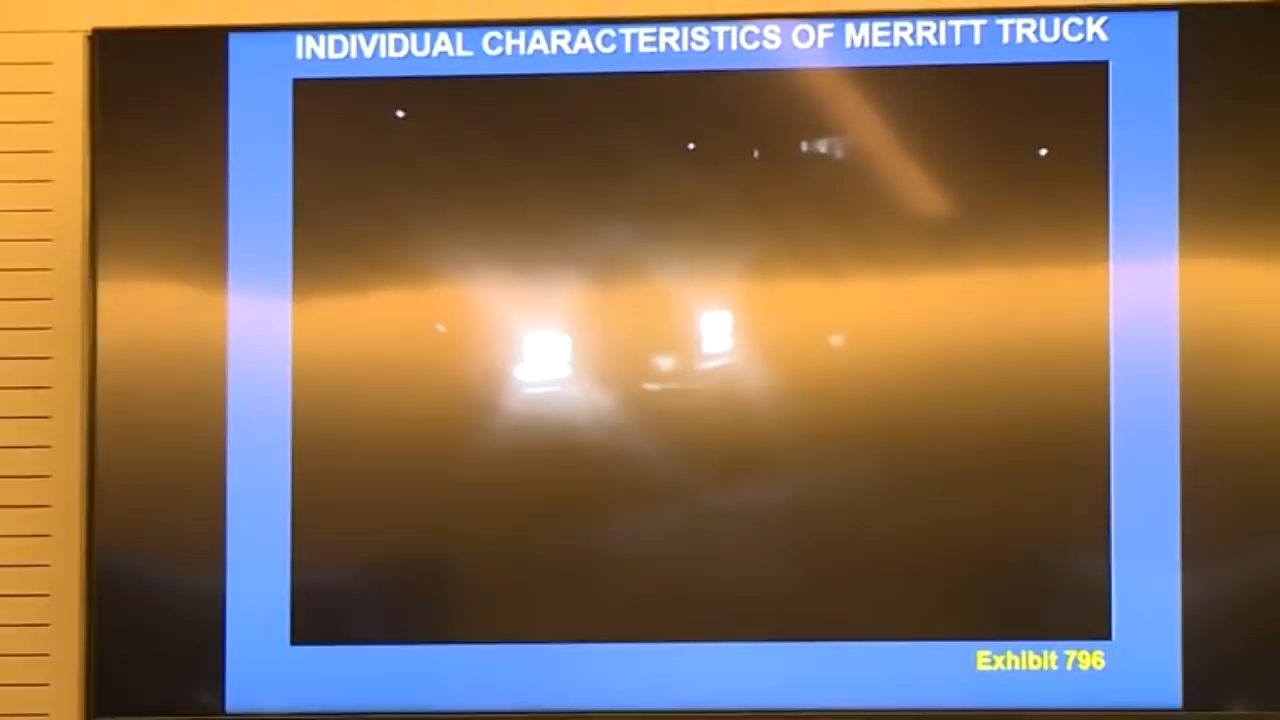 INDIVIDUAL CHARACTERISTICS OF MERRITT TRUCK
Exhibit 796